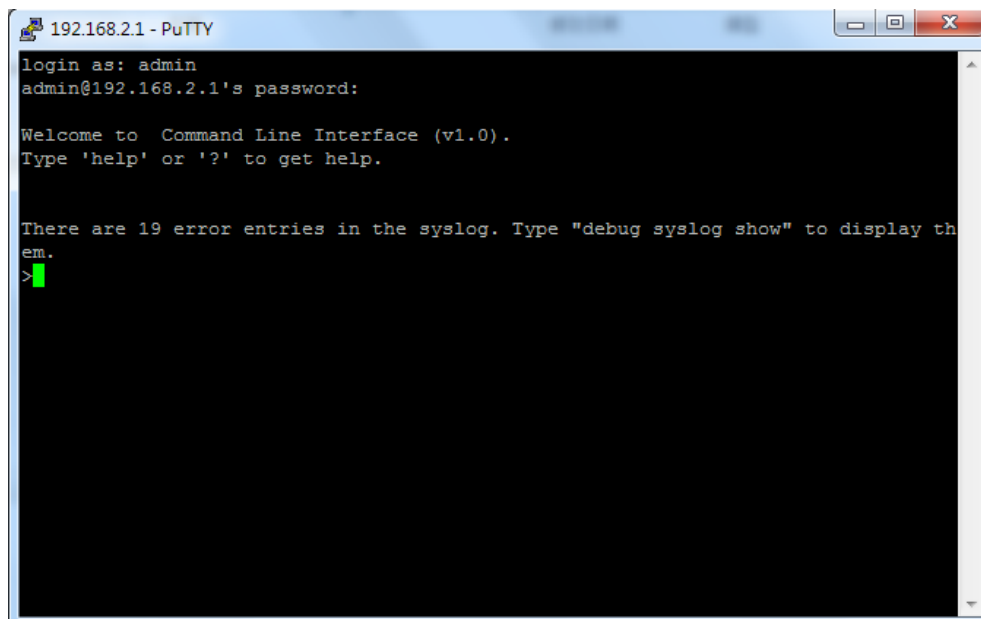 192.168.2.1 - PuTTY
login as: admin
admin@192.168.2.1's password:
Welcome to  Command Line Interface (v1.0).
Type 'help' or '?' to get help.
There are 19 error entries in the syslog. Type "debug syslog show" to display th
em.
>